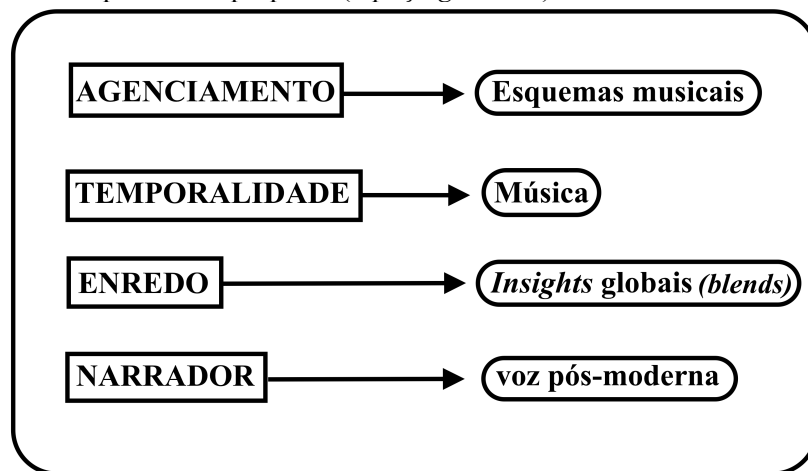 AGENCIAMENTO Esquemas musicais
TEMPORALIDADE Música
ENREDO Insights globais (blends)
NARRADOR voz pós-moderna